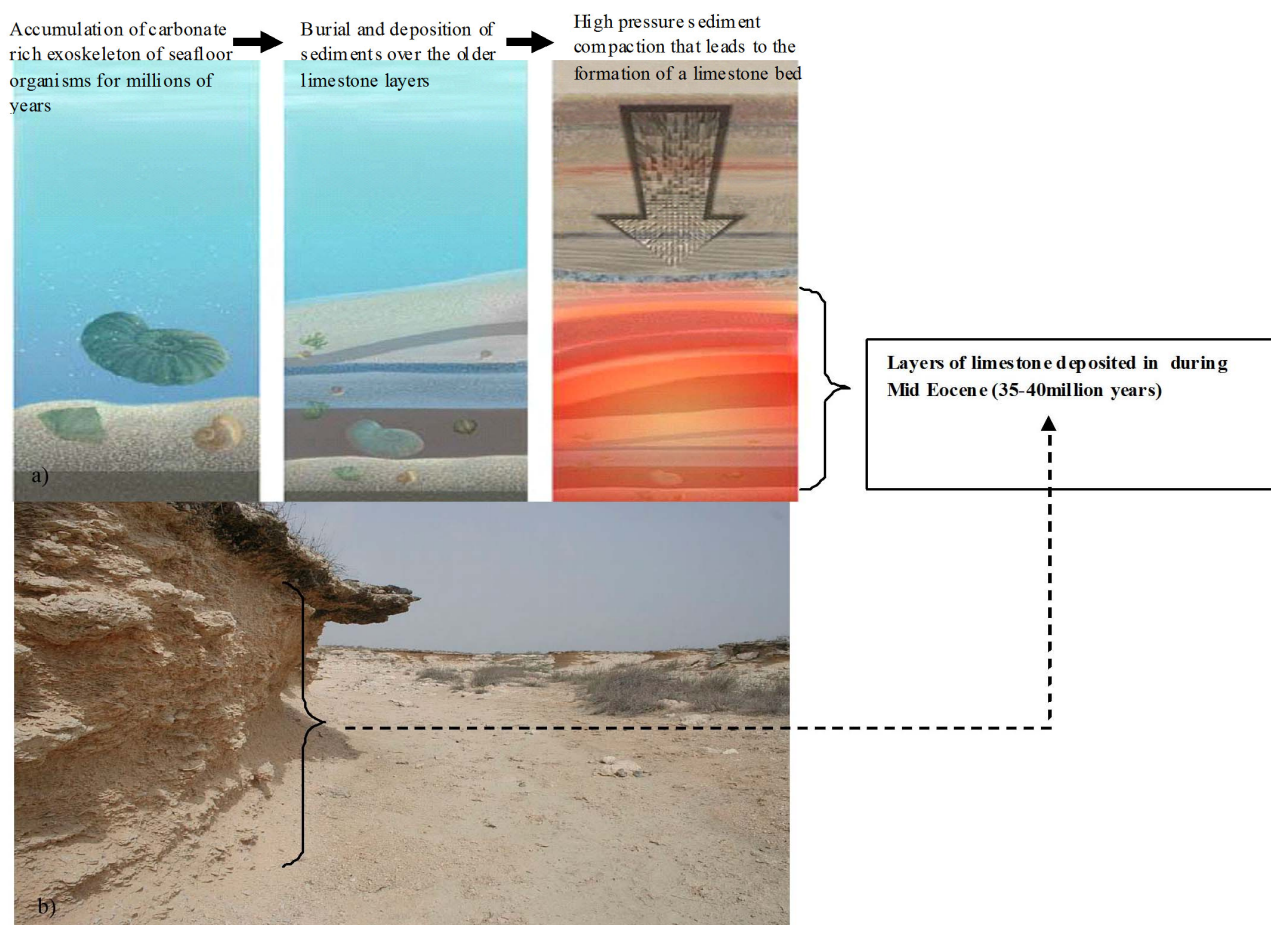 Accumulation of carbonate
rich exoskeleton of seafloor
organisms for millions of
years
Burial and deposition of
sediments over the older
limestone layers
High pressure sediment
compaction that leads to the
formation of a limestone bed
Layers of limestone deposited in during
Mid Eocene (35-40million years)
a)
b)